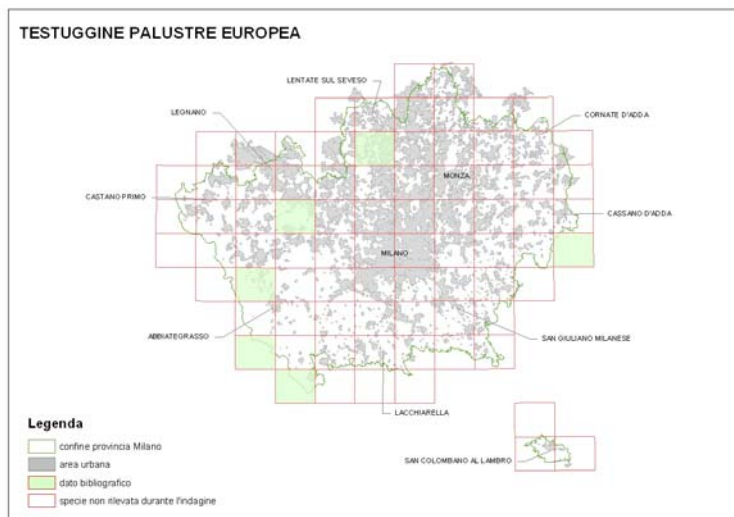 TESTUGGINE PALUSTRE EUROPEA
LENTATE SUL SEVESO
LEGNANO
CORNATE D'ADDA
MONZA
CASTANO PRIMO
CASSANO D'ADDA
MILANO
ABBIATEGRASSO
SAN GIULIANO MILANESE
LACCHIARELLA
Legenda
confine provincia Milano
area urbana
SAN COLOMBANO AL LAMBRO
dato bibliografico
specie non rilevata durante l'indagine